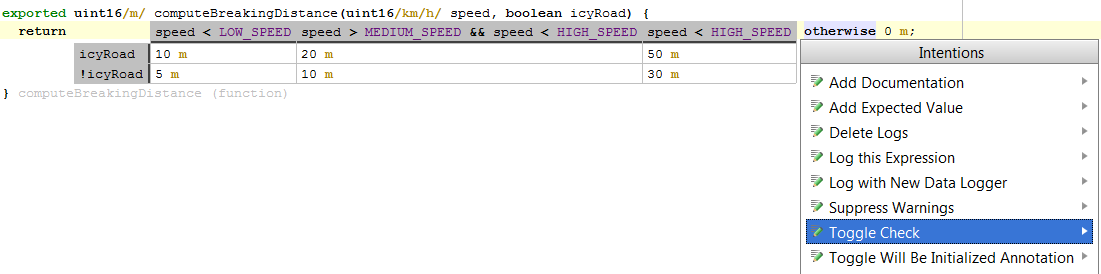 exported uint16/m/ computeBreakingDistance(uint16/km/h/ speed, boolean icyRoad) {
return speed < LOW_SPEED speed > MEDIUM_SPEED && speed < HIGH_SPEED speed < HIGH_SPEED otherwise 0 m;
icyRoad 10 m 20 m 50 m
!icyRoad 5 m 10 m 30 m
} computeBreakingDistance (function)
Intentions
Add Documentation
Add Expected Value
Delete Logs
Log this Expression
Log with New Data Logger
Suppress Warnings
Toggle Check
Toggle Will Be Initialized Annotation